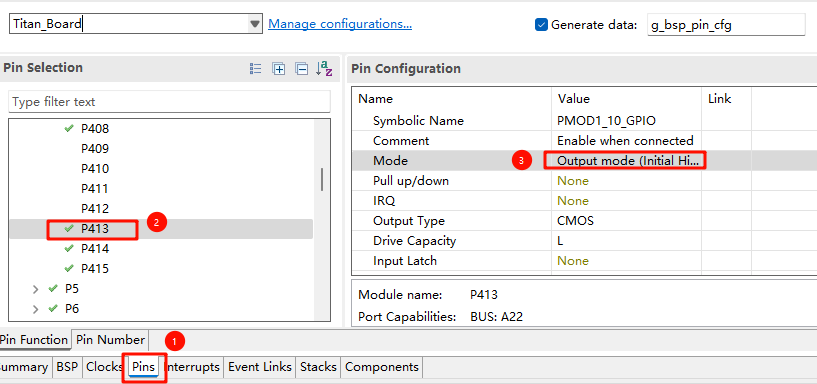 Titan_Board Manage configurations... Generate data: g_bsp_pin_cfg
Pin Selection
Type filter text
P408
P409
P410
P411
P412
P413 2
P414
P415
P5
P6
Pin Configuration
Name Value Link
Symbolic Name PMOD1_10_GPIO
Comment Enable when connected
Mode 3 Output mode (Initial Hi...
Pull up/down None
IRQ None
Output Type CMOS
Drive Capacity L
Input Latch None
Module name: P413
Port Capabilities: BUS: A22
Pin Function Pin Number 1
ummary BSP Clocks Pins nterrupts Event Links Stacks Components